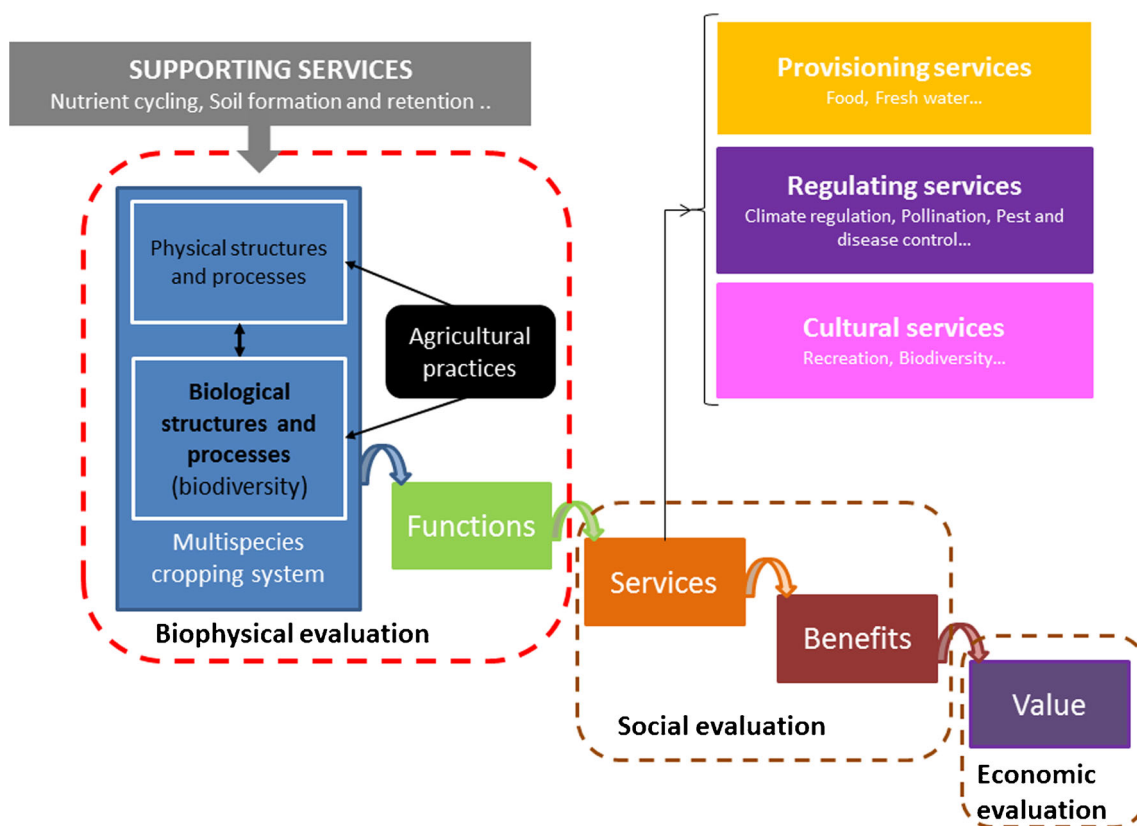 SUPPORTING SERVICES
Nutrient cycling, Soil formation and retention ..
Provisioning services
Food, Fresh water...
Regulating services
Climate regulation, Pollination, Pest and
disease control...
Cultural services
Recreation, Biodiversity...
Physical structures
and processes
Agricultural
practices
Biological
structures and
processes
(biodiversity)
Multispecies
cropping system
Functions
Biophysical evaluation
Services
Benefits
Social evaluation
Value
Economic
evaluation